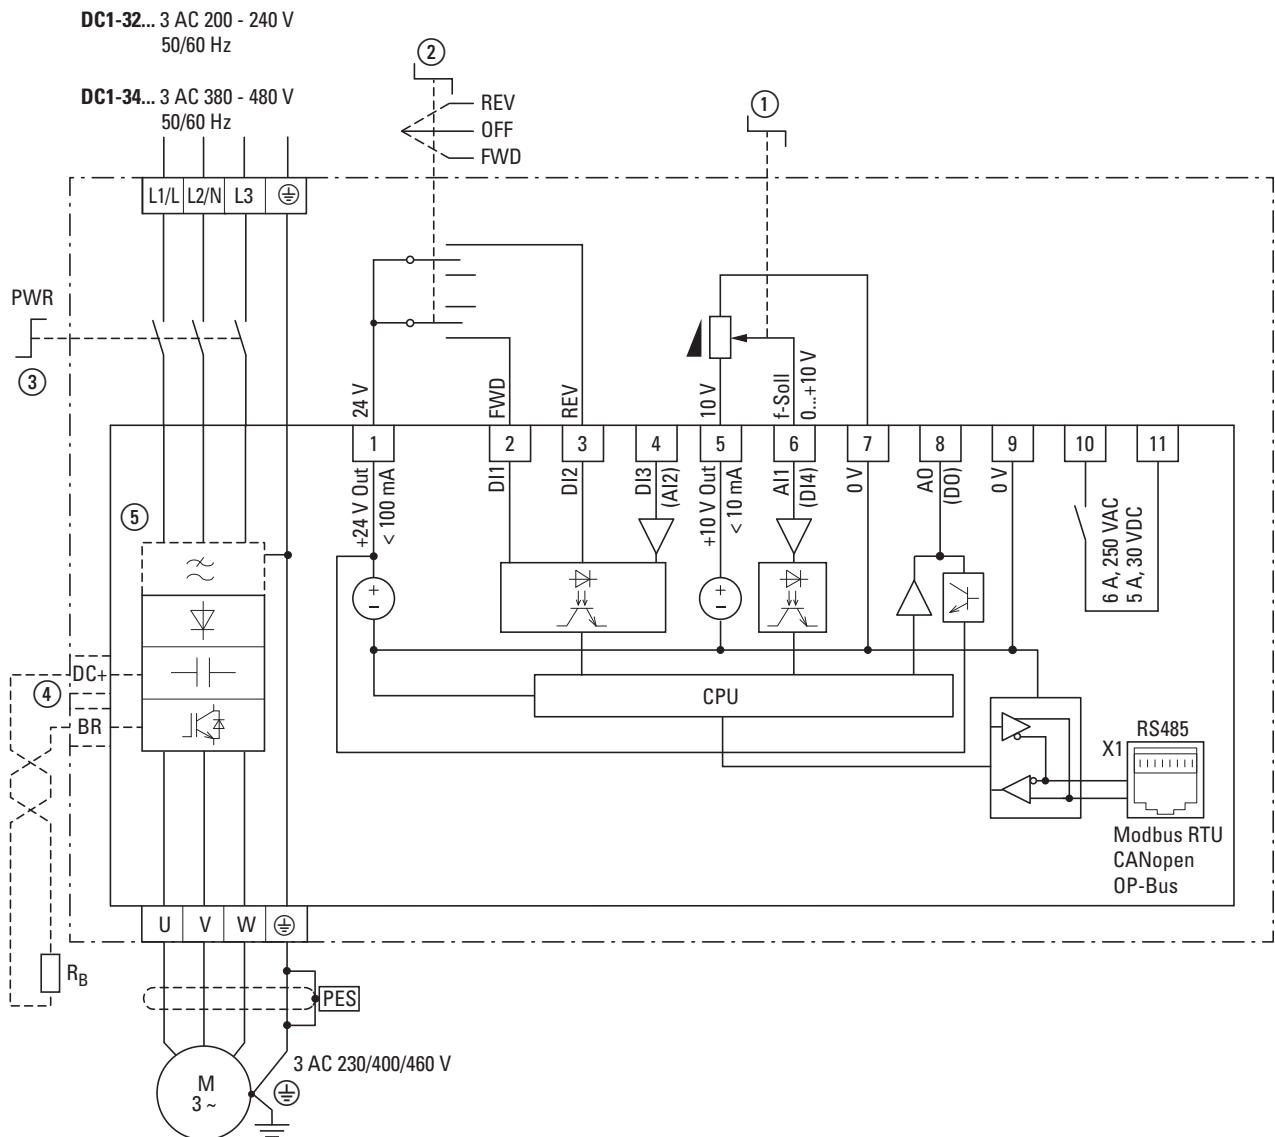 DC1-32... 3 AC 200 - 240 V
50/60 Hz
DC1-34... 3 AC 380 - 480 V
50/60 Hz
2
REV
OFF
FWD
1
L1/L L2/N L3
PWR
3
24 V
FWD
REV
10 V
f-Soll
0...+10 V
1 2 3 4 5 6 7 8 9 10 11
+24 V Out
< 100 mA
DI1
DI2
DI3
(AI2)
+10 V Out
< 10 mA
AI1
(DI4)
0 V
AO
(DO)
0 V
6 A, 250 VAC
5 A, 30 VDC
5
+
-
+
-
DC+
4
BR
CPU
X1
RS485
Modbus RTU
CANopen
OP-Bus
U V W
RB
PES
3 AC 230/400/460 V
M
3 ~